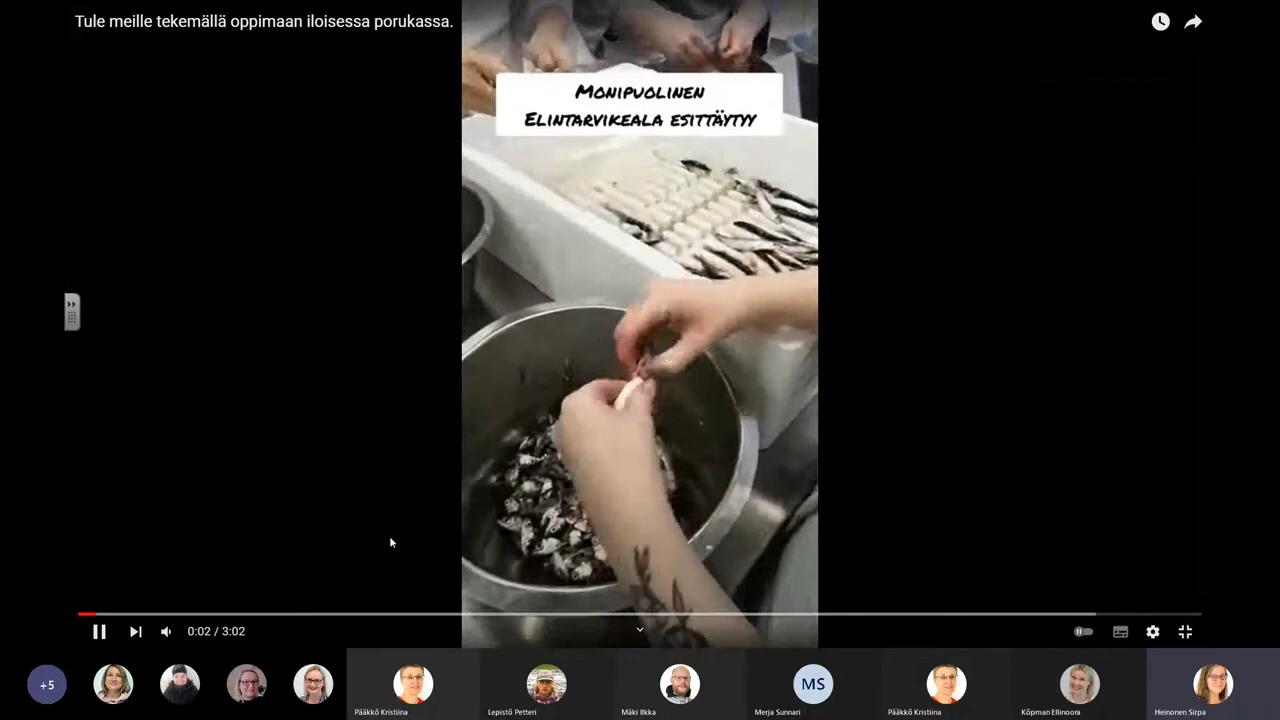 Tule meille tekemällä oppimaan iloisessa porukassa.
Monipuolinen
Elintarvikeala esittäytyy
0:02 / 3:02
+5
MS
Pääkkö Kristiina
Lepistö Petteri
Mäki Ilkka
Merja Sunnari
Pääkkö Kristiina
Köpman Ellinoora
Heinonen Sirpa